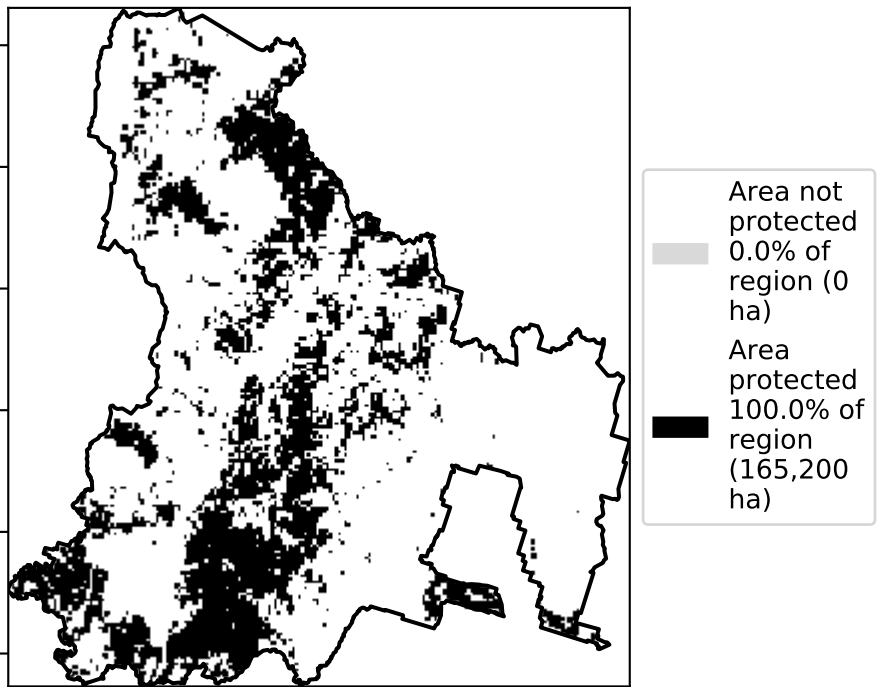 Area not
protected
0.0% of
region (0
ha)
Area
protected
100.0% of
region
(165,200
ha)